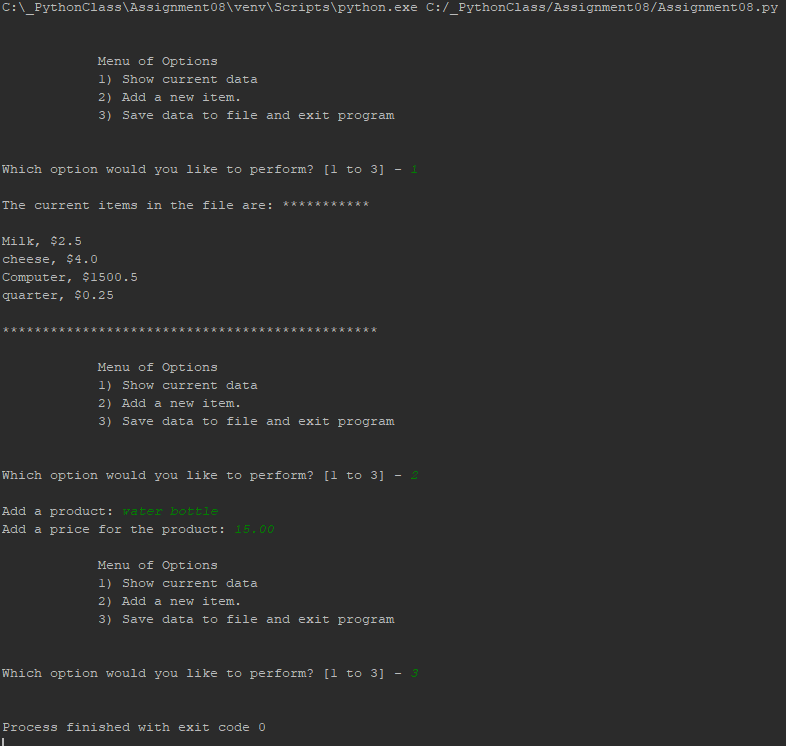 C:\_PythonClass\Assignment08\venv\Scripts\python.exe C:/_PythonClass/Assignment08/Assignment08.py
Menu of Options
1) Show current data
2) Add a new item.
3) Save data to file and exit program
Which option would you like to perform? [1 to 3] - 1
The current items in the file are: ***********
Milk, $2.5
cheese, $4.0
Computer, $1500.5
quarter, $0.25
***********************************************
Menu of Options
1) Show current data
2) Add a new item.
3) Save data to file and exit program
Which option would you like to perform? [1 to 3] - 2
Add a product: water bottle
Add a price for the product: 15.00
Menu of Options
1) Show current data
2) Add a new item.
3) Save data to file and exit program
Which option would you like to perform? [1 to 3] - 3
Process finished with exit code 0